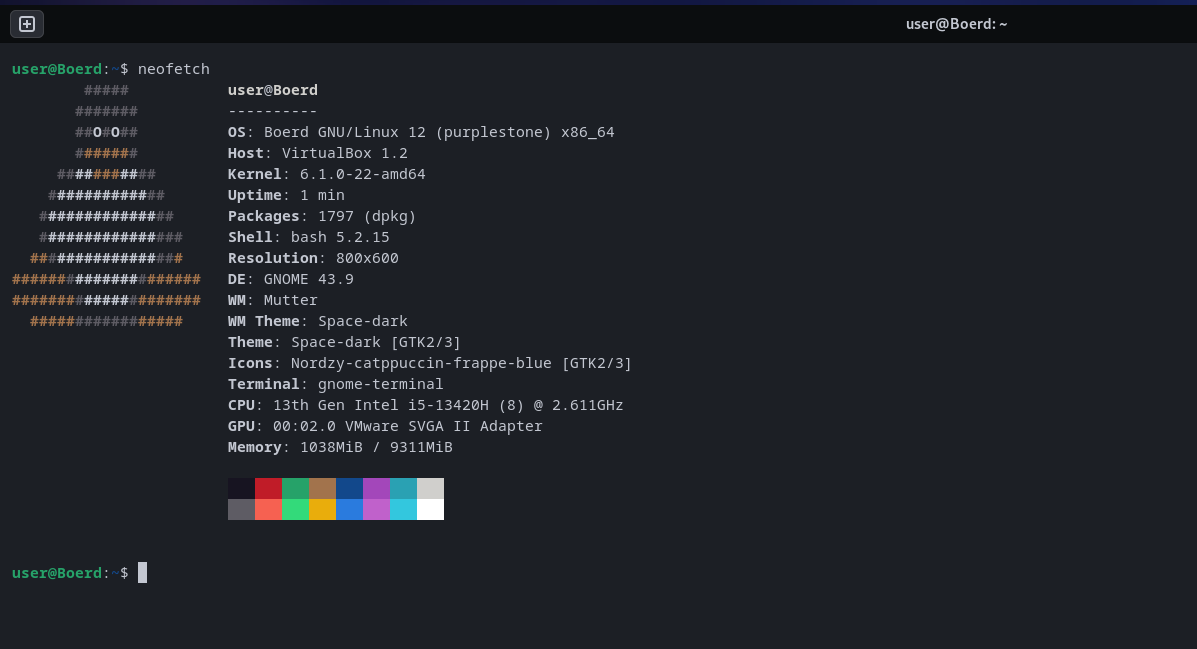 user@Boerd: ~
user@Boerd:~$ neofetch
##### user@Boerd
####### ----------
##O#O## OS: Boerd GNU/Linux 12 (purplestone) x86_64
####### Host: VirtualBox 1.2
########### Kernel: 6.1.0-22-amd64
############# Uptime: 1 min
############### Packages: 1797 (dpkg)
################ Shell: bash 5.2.15
################# Resolution: 800x600
##################### DE: GNOME 43.9
##################### WM: Mutter
################# WM Theme: Space-dark
Theme: Space-dark [GTK2/3]
Icons: Nordzy-catppuccin-frappe-blue [GTK2/3]
Terminal: gnome-terminal
CPU: 13th Gen Intel i5-13420H (8) @ 2.611GHz
GPU: 00:02.0 VMware SVGA II Adapter
Memory: 1038MiB / 9311MiB
user@Boerd:~$